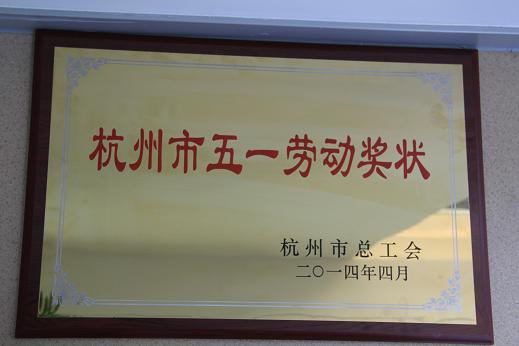 杭州市五一劳动奖状
杭州市总工会
二〇一四年四月